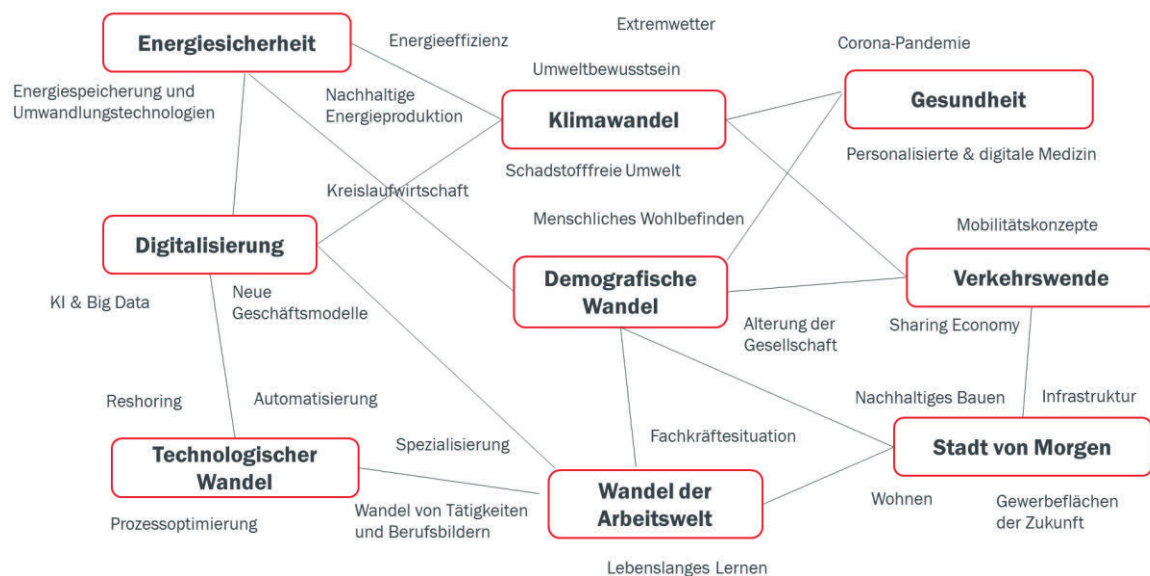 Extremwetter
Energiesicherheit
Energieeffizienz
Corona-Pandemie
Umweltbewusstsein
Energiespeicherung und
Umwandlungstechnologien
Nachhaltige
Energieproduktion
Klimawandel
Gesundheit
Personalisierte & digitale Medizin
Schadstofffreie Umwelt
Kreislaufwirtschaft
Menschliches Wohlbefinden
Mobilitätskonzepte
Digitalisierung
Demografische
Wandel
Verkehrswende
KI & Big Data
Neue
Geschäftsmodelle
Alterung der
Gesellschaft
Sharing Economy
Reshoring
Automatisierung
Nachhaltiges Bauen
Infrastruktur
Spezialisierung
Fachkräftesituation
Technologischer
Wandel
Stadt von Morgen
Wandel der
Arbeitswelt
Prozessoptimierung
Wandel von Tätigkeiten
und Berufsbildern
Wohnen
Gewerbeflächen
der Zukunft
Lebenslanges Lernen